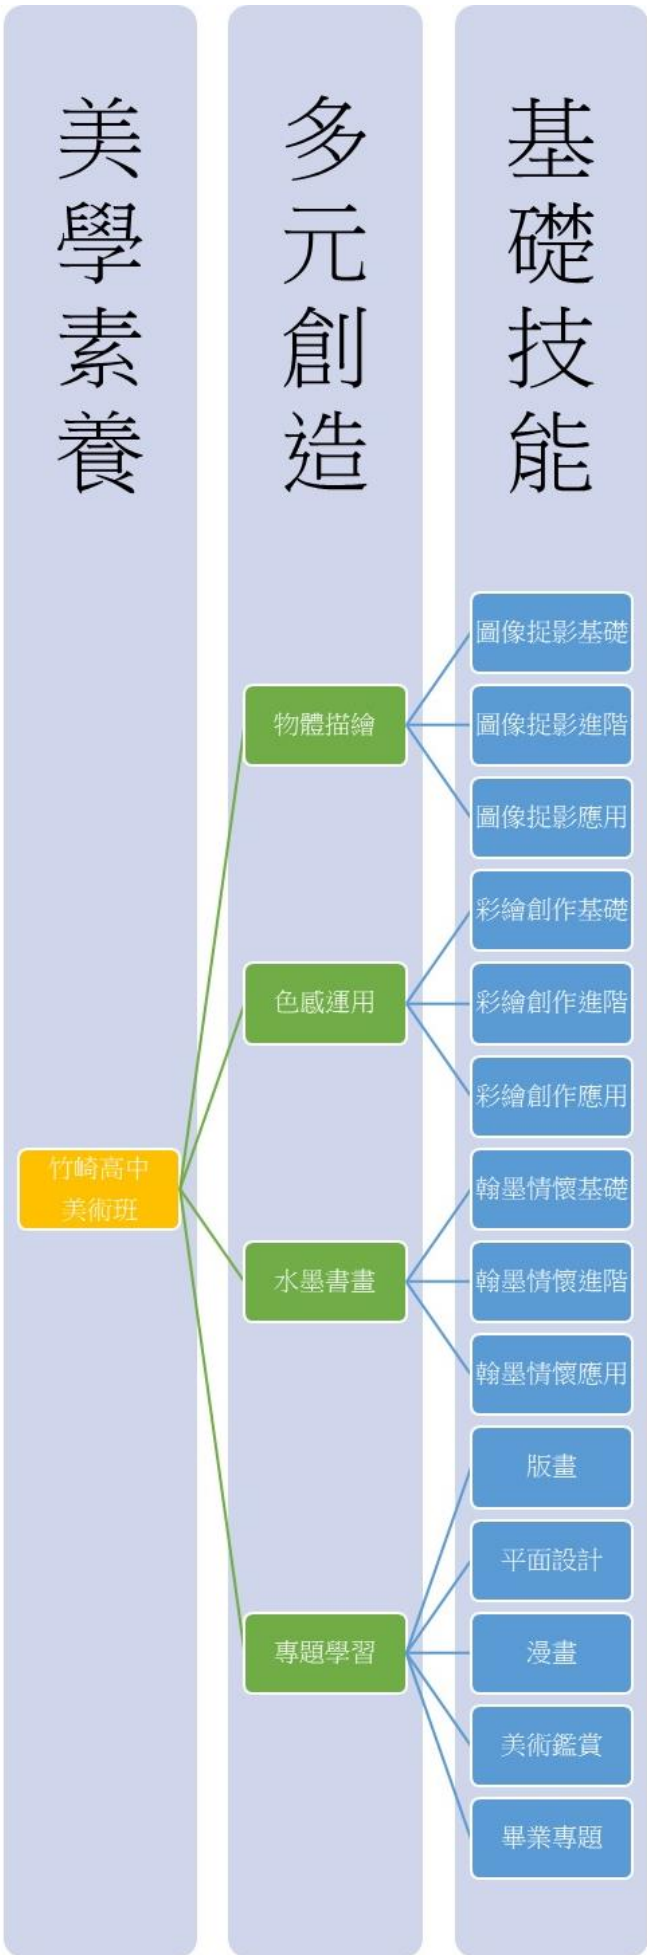 美學素養
多元創造
基礎技能
竹崎高中
美術班
物體描繪
圖像捉影基礎
圖像捉影進階
圖像捉影應用
色感運用
彩繪創作基礎
彩繪創作進階
彩繪創作應用
水墨書畫
翰墨情懷基礎
翰墨情懷進階
翰墨情懷應用
專題學習
版畫
平面設計
漫畫
美術鑑賞
畢業專題